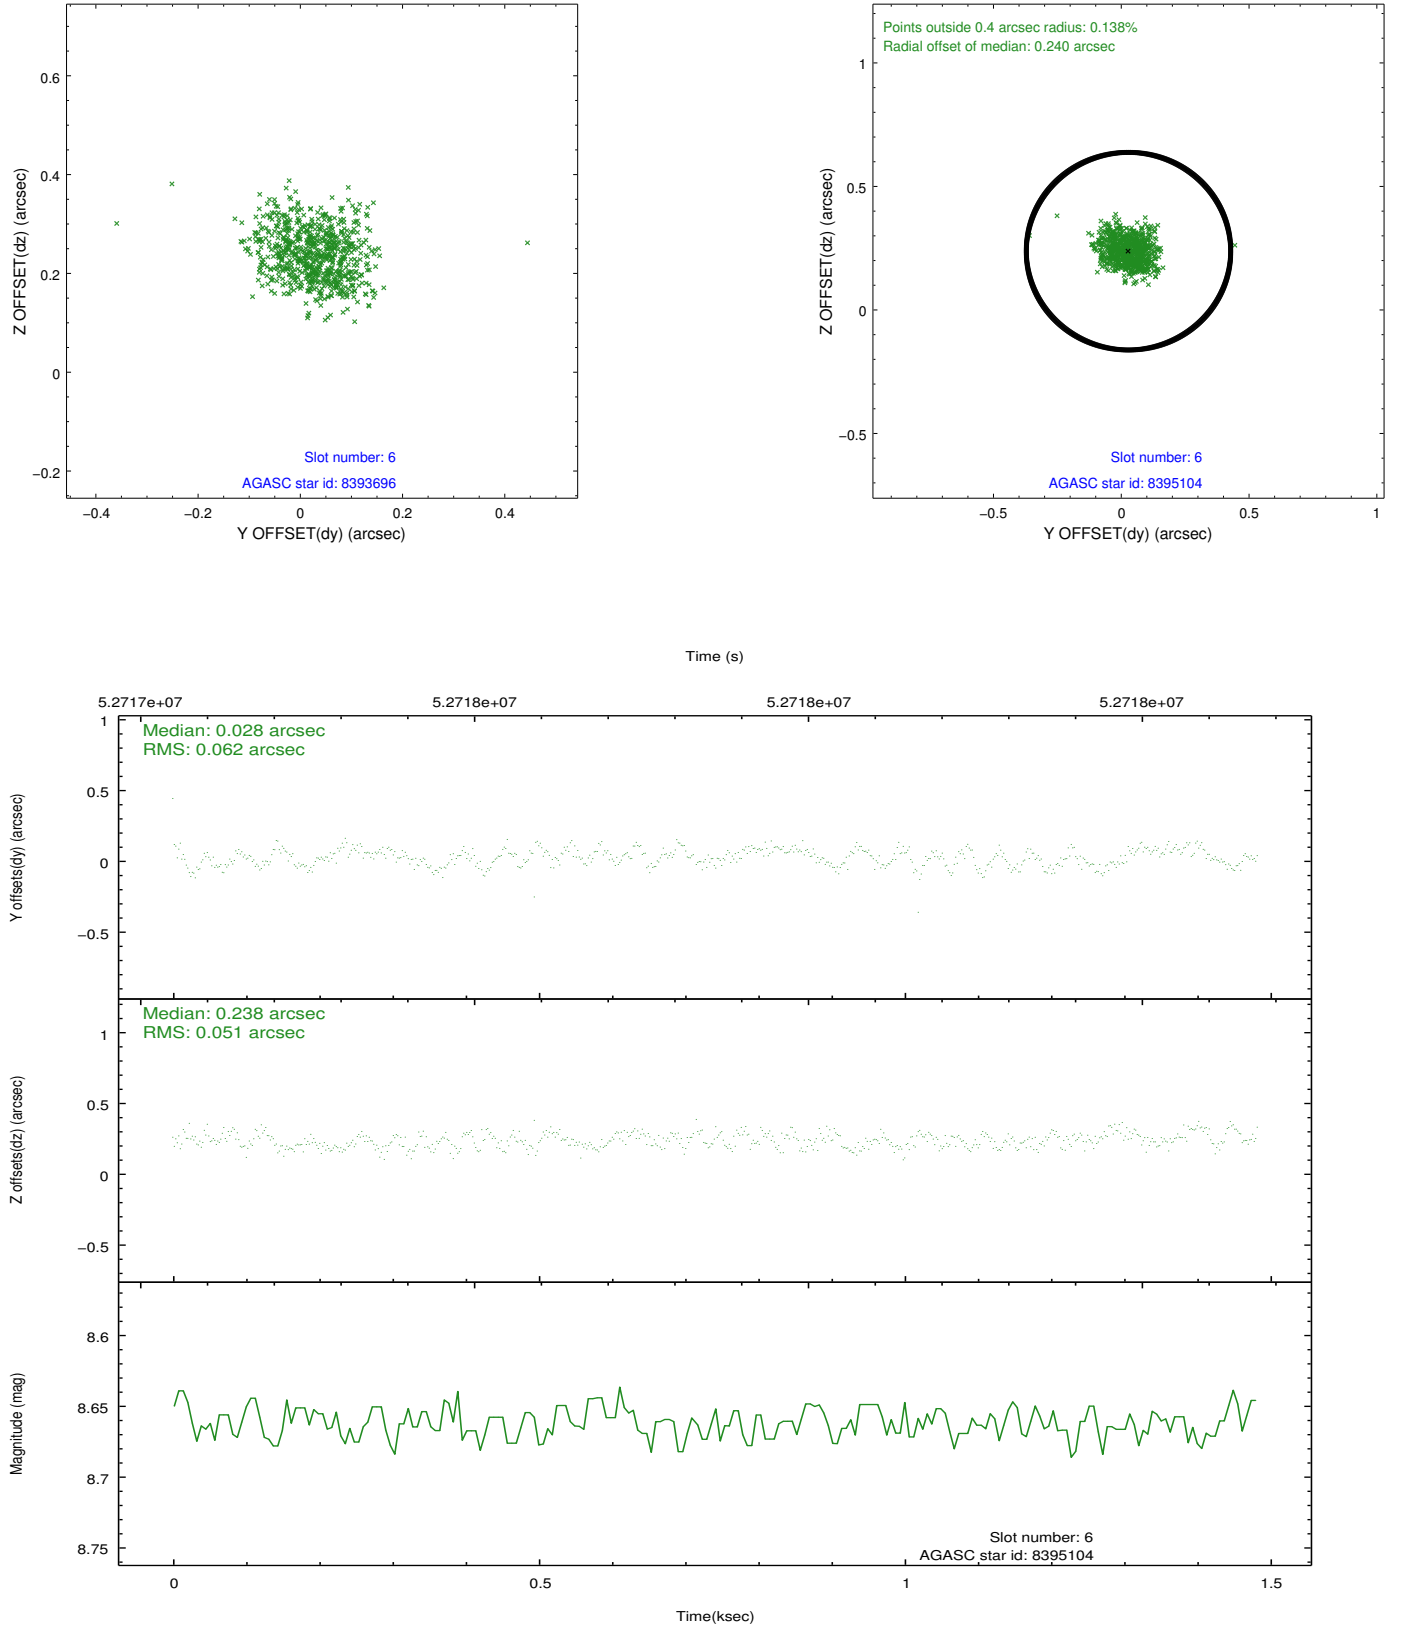 0.6
0.4
0.2
0
−0.2
Z OFFSET(dz) (arcsec)
Slot number: 6
AGASC star id: 8393696
−0.4 −0.2 0 0.2 0.4
Y OFFSET(dy) (arcsec)
Points outside 0.4 arcsec radius: 0.138%
Radial offset of median: 0.240 arcsec
1
0.5
0
−0.5
Z OFFSET(dz) (arcsec)
Slot number: 6
AGASC star id: 8395104
−0.5 0 0.5 1
Y OFFSET(dy) (arcsec)
Time (s)
5.2717e+07 5.2718e+07 5.2718e+07 5.2718e+07
Median: 0.028 arcsec
RMS: 0.062 arcsec
1
0.5
0
−0.5
Y offsets(dy) (arcsec)
Median: 0.238 arcsec
RMS: 0.051 arcsec
1
0.5
0
−0.5
Z offsets(dz) (arcsec)
8.6
8.65
8.7
8.75
Magnitude (mag)
Slot number: 6
AGASC star id: 8395104
0 0.5 1 1.5
Time(ksec)